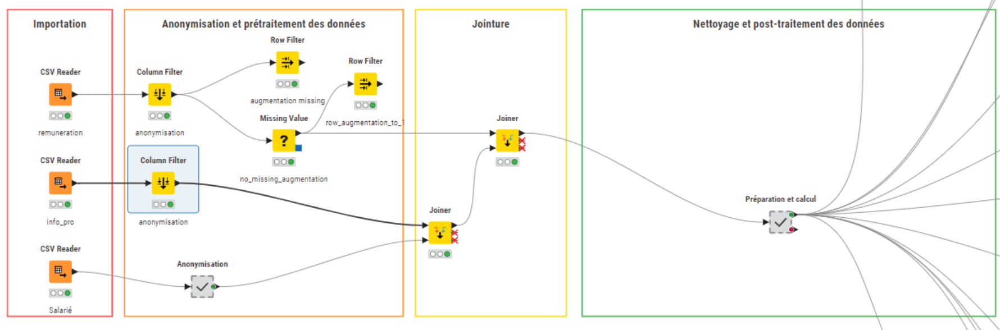 Importation
Anonymisation et prétraitement des données
Jointure
Nettoyage et post-traitement des données
Row Filter
Row Filter
CSV Reader
Column Filter
augmentation missing
Missing Value
row_augmentation_to_1
Joiner
remuneration
anonymisation
?
CSV Reader
Column Filter
no_missing_augmentation
Préparation et calcul
Joiner
info_pro
anonymisation
CSV Reader
Anonymisation
Salarié